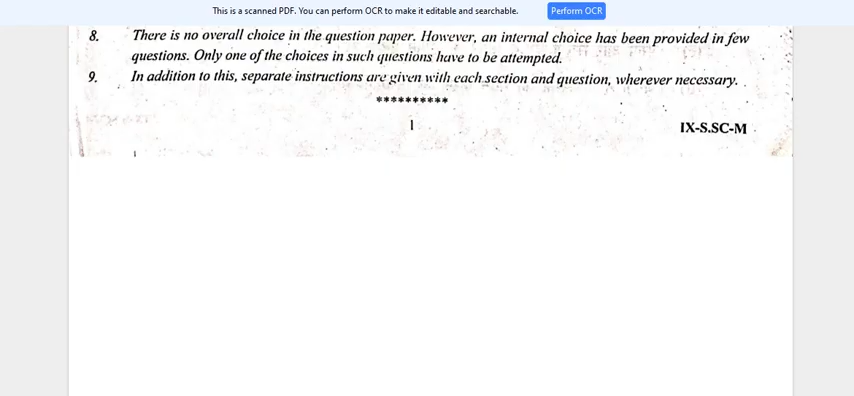 This is a scanned PDF. You can perform OCR to make it editable and searchable. Perform OCR
8. There is no overall choice in the question paper. However, an internal choice has been provided in few
questions. Only one of the choices in such questions have to be attempted.
9. In addition to this, separate instructions are given with each section and question, wherever necessary.
**********
1
IX-S.SC-M